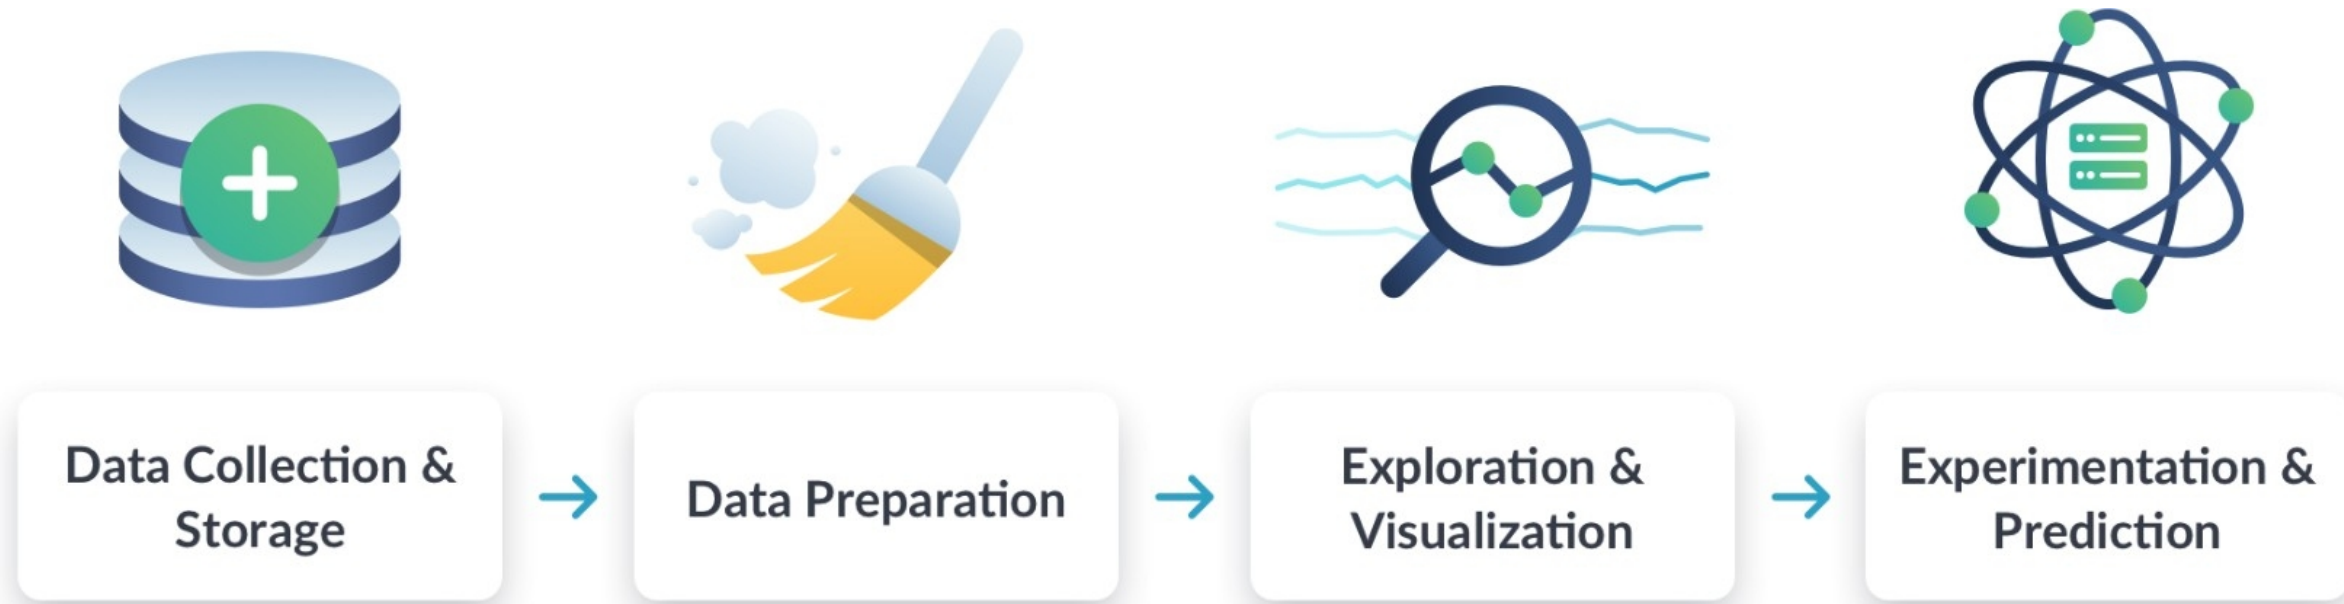 Data Collection &
Storage
Data Preparation
Exploration &
Visualization
Experimentation &
Prediction